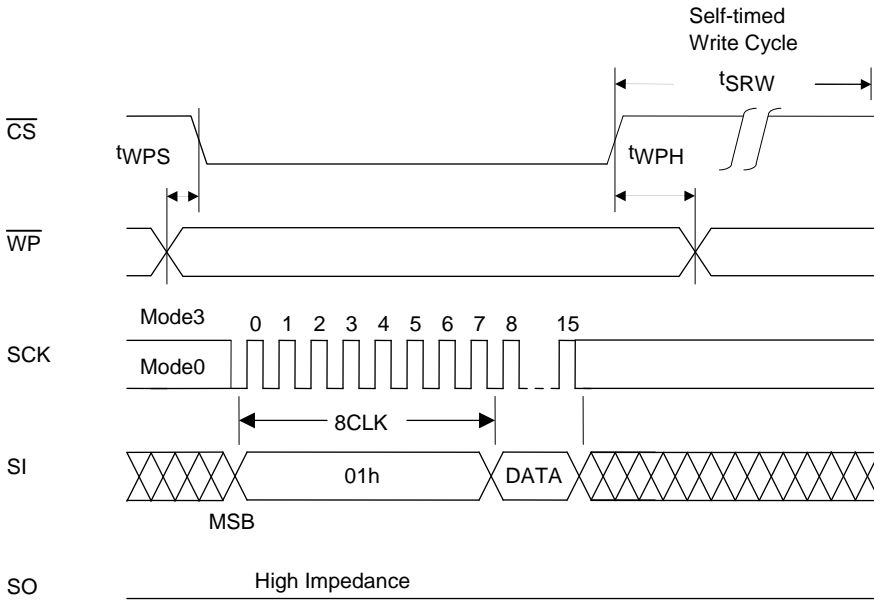 Self-timed
Write Cycle
tSRW
CS
tWPS
tWPH
WP
Mode3
0 1 2 3 4 5 6 7 8 15
SCK
Mode0
8CLK
SI
01h
DATA
MSB
High Impedance
SO